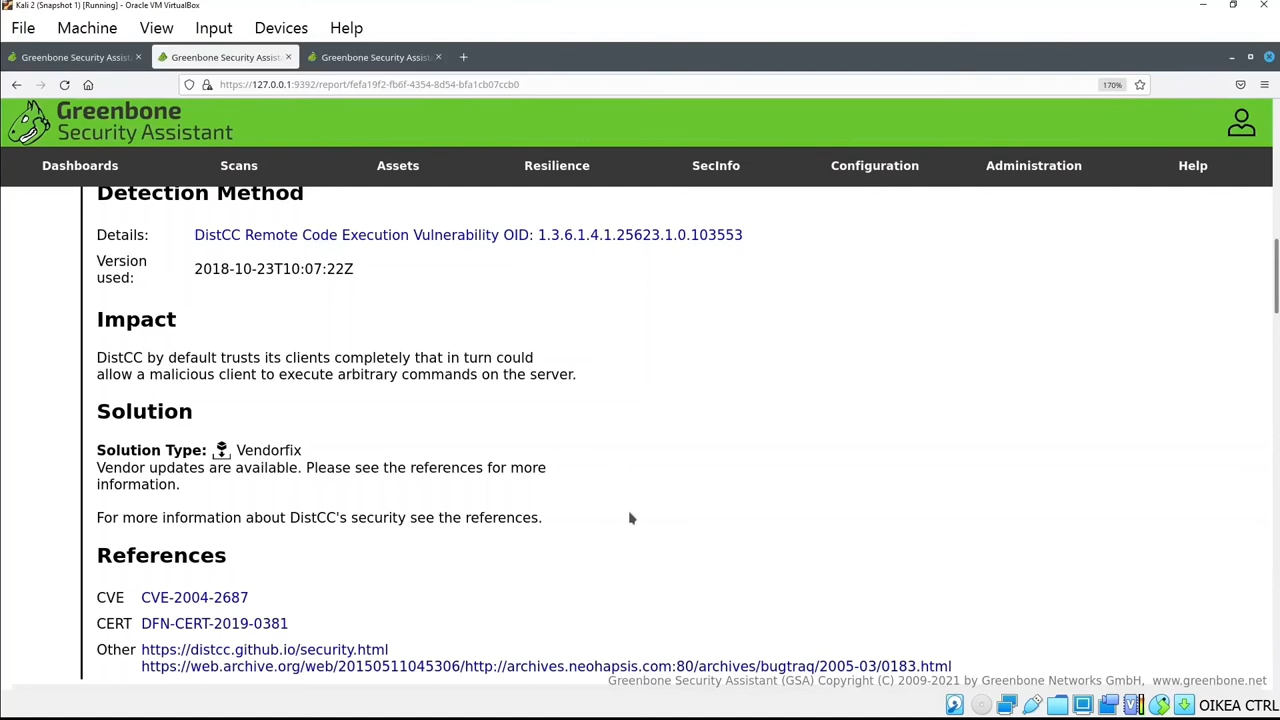 Kali 2 (Snapshot 1) [Running] - Oracle VM VirtualBox
File Machine View Input Devices Help
Greenbone Security Assist Greenbone Security Assist Greenbone Security Assist
https://127.0.0.1:9392/report/fefa19f2-fb6f-4354-8d54-bfa1cb07ccb0 170%
Greenbone
Security Assistant
Dashboards Scans Assets Resilience SecInfo Configuration Administration Help
Detection Method
Details: DistCC Remote Code Execution Vulnerability OID: 1.3.6.1.4.1.25623.1.0.103553
Version
used: 2018-10-23T10:07:22Z
Impact
DistCC by default trusts its clients completely that in turn could
allow a malicious client to execute arbitrary commands on the server.
Solution
Solution Type: Vendorfix
Vendor updates are available. Please see the references for more
information.
For more information about DistCC's security see the references.
References
CVE CVE-2004-2687
CERT DFN-CERT-2019-0381
Other https://distcc.github.io/security.html
https://web.archive.org/web/20150511045306/http://archives.neohapsis.com:80/archives/bugtraq/2005-03/0183.html
Greenbone Security Assistant (GSA) Copyright (C) 2009-2021 by Greenbone Networks GmbH, www.greenbone.net
OIKEA CTRL